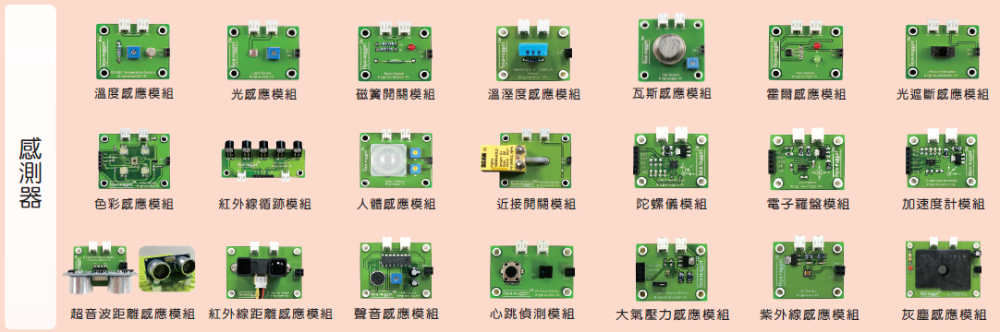 感測器
溫度感應模組
光感應模組
磁簧開關模組
溫溼度感應模組
瓦斯感應模組
霍爾感應模組
光遮斷感應模組
色彩感應模組
紅外線循跡模組
人體感應模組
近接開關模組
陀螺儀模組
電子羅盤模組
加速度計模組
超音波距離感應模組
紅外線距離感應模組
聲音感應模組
心跳偵測模組
大氣壓力感應模組
紫外線感應模組
灰塵感應模組